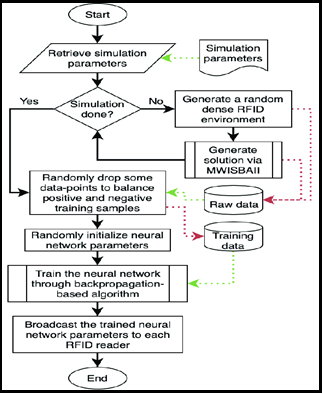 Start
Retrieve simulation
parameters
Simulation
parameters
Yes
Simulation
done?
No
Generate a random
dense RFID
environment
Generate
solution via
MWISBAII
Randomly drop some
data-points to balance
positive and negative
training samples
Raw data
Training
data
Randomly initialize neural
network parameters
Train the neural network
through backpropagation-
based algorithm
Broadcast the trained neural
network parameters to each
RFID reader
End